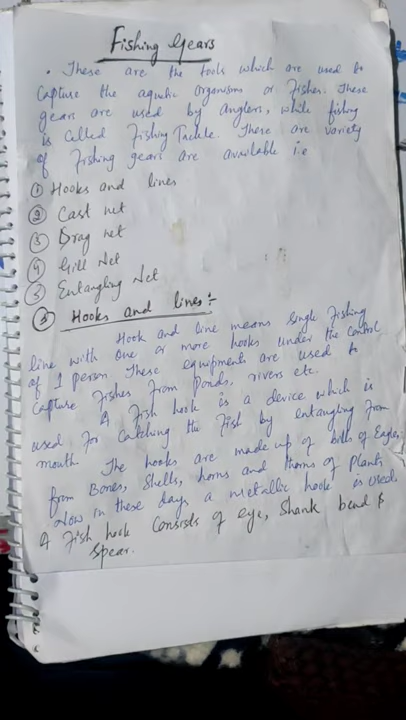 Fishing Gears
• These are the tools which are used to
Capture the aquatic organisms or Fishes. These
gears are used by anglers, while fishing
is called Fishing Tackle. There are variety
of Fishing gears are available i.e
① Hooks and lines
② Cast net
③ Drag net
④ Gill Net
⑤ Entangling Net
Hooks and lines:-
Hook and line means single Fishing
line with one or more hooks under the control
of 1 person. These equipments are used to
Capture Fishes From Ponds, rivers etc.
A Fish hook is a device which is
used For Catching the Fish by entangling From
mouth. The hooks are made up of bills of Eagles,
from Bones, Shells, horns and thorns of Plants
Now in these days a metallic hook is used.
A Fish hook Consists of eye, Shank bend &
Spear.